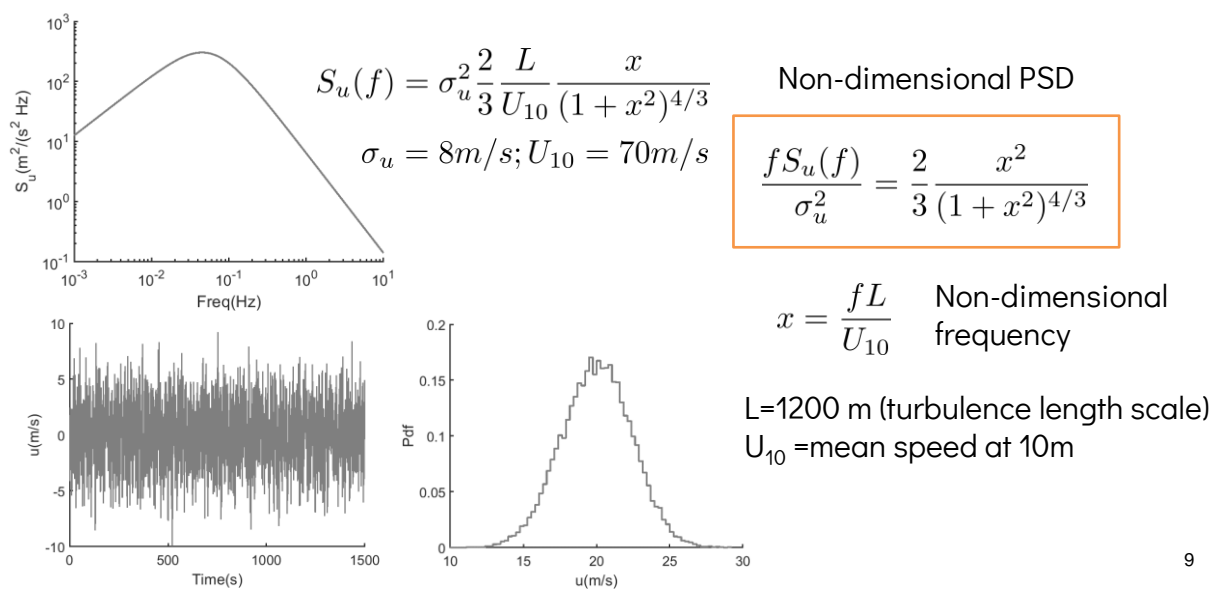 10^3
10^2
10^1
10^0
10^-1
10^-3 10^-2 10^-1 10^0 10^1
Freq(Hz)
S_u(m^2/(s^2 Hz)
S_u(f) = σ_u^2 2/3 L/U_10 x/(1 + x^2)^{4/3}
σ_u = 8m/s; U_10 = 70m/s
Non-dimensional PSD
fS_u(f)/σ_u^2 = 2/3 x^2/(1 + x^2)^{4/3}
x = fL/U_10
Non-dimensional
frequency
L=1200 m (turbulence length scale)
U_10 =mean speed at 10m
10
5
0
-5
-10
0 500 1000 1500
Time(s)
u(m/s)
0.2
0.15
0.1
0.05
0
10 15 20 25 30
u(m/s)
Pdf
9